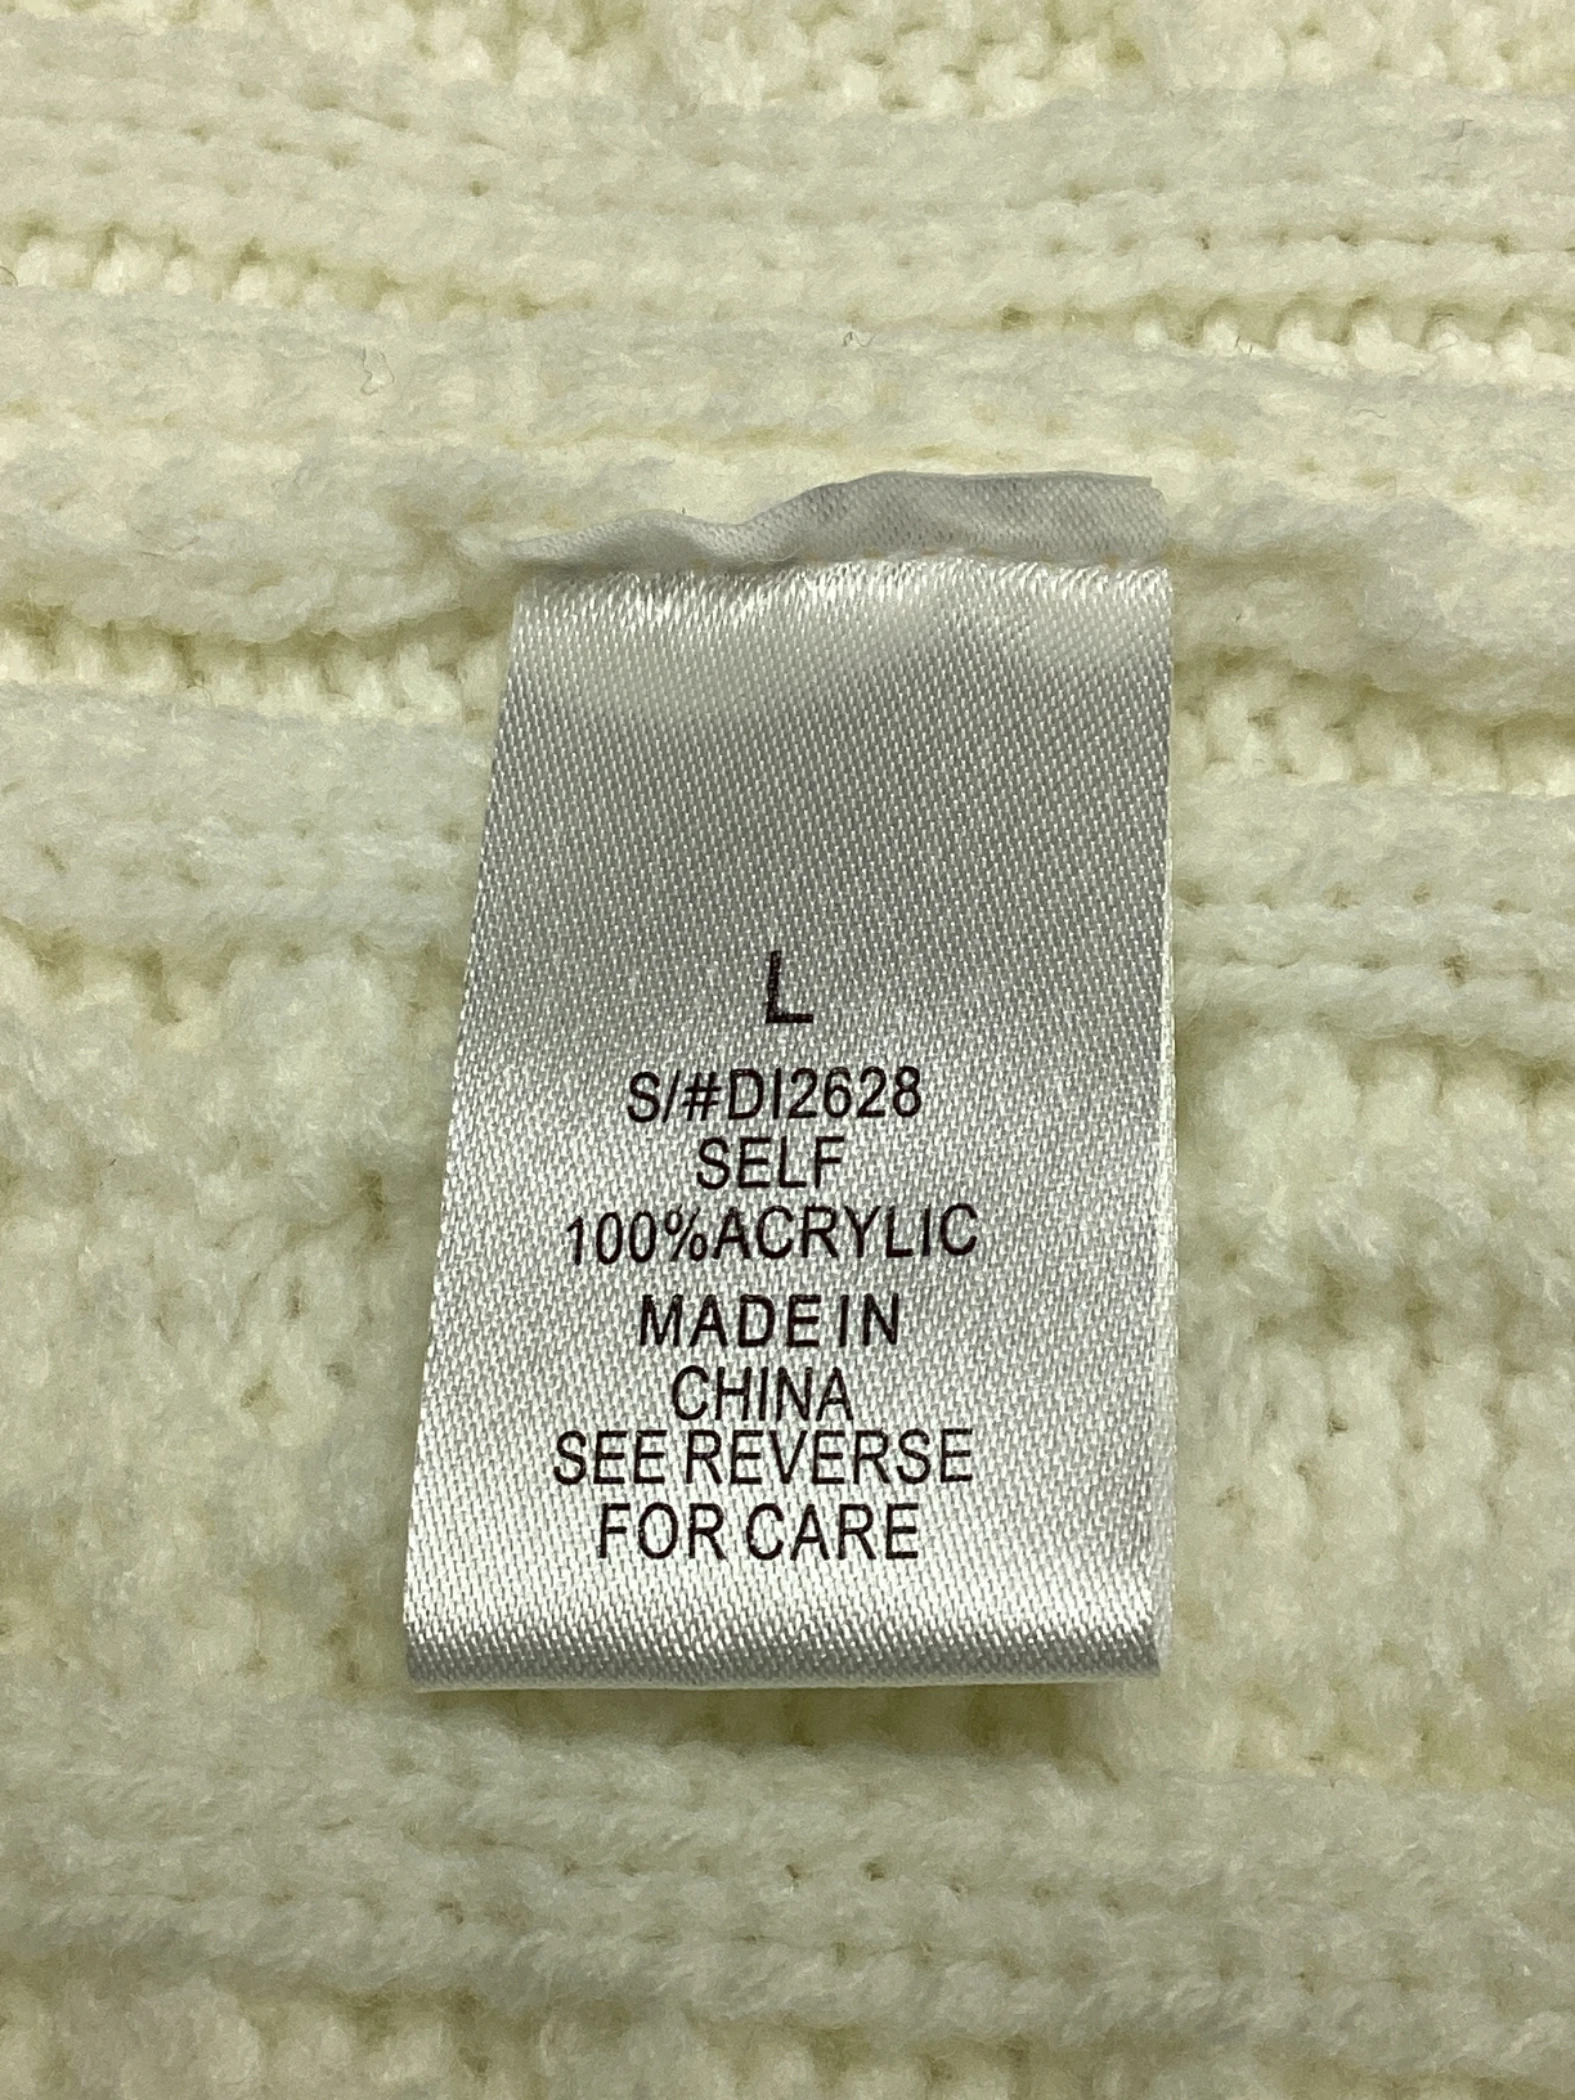 L
S/#DI2628
SELF
100%ACRYLIC
MADE IN
CHINA
SEE REVERSE
FOR CARE